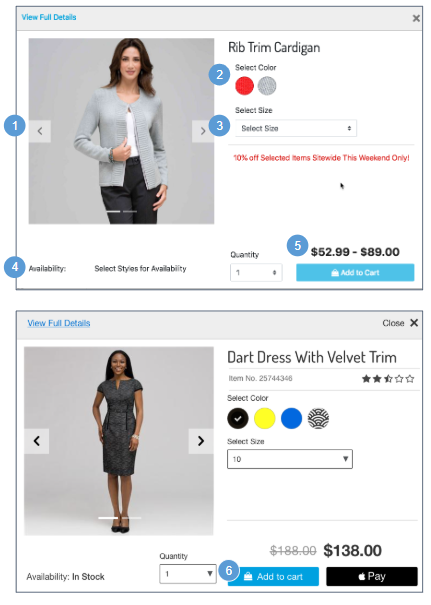 View Full Details
Rib Trim Cardigan
2 Select Color
1
Select Size
3 Select Size
10% off Selected Items Sitewide This Weekend Only!
5 $52.99 - $89.00
Quantity
4 Availability: Select Styles for Availability
1 Add to Cart
View Full Details Close X
Dart Dress With Velvet Trim
Item No. 25744346
Select Color
Select Size
10
$188.00 $138.00
Quantity
6
Availability: In Stock 1 Add to cart Pay